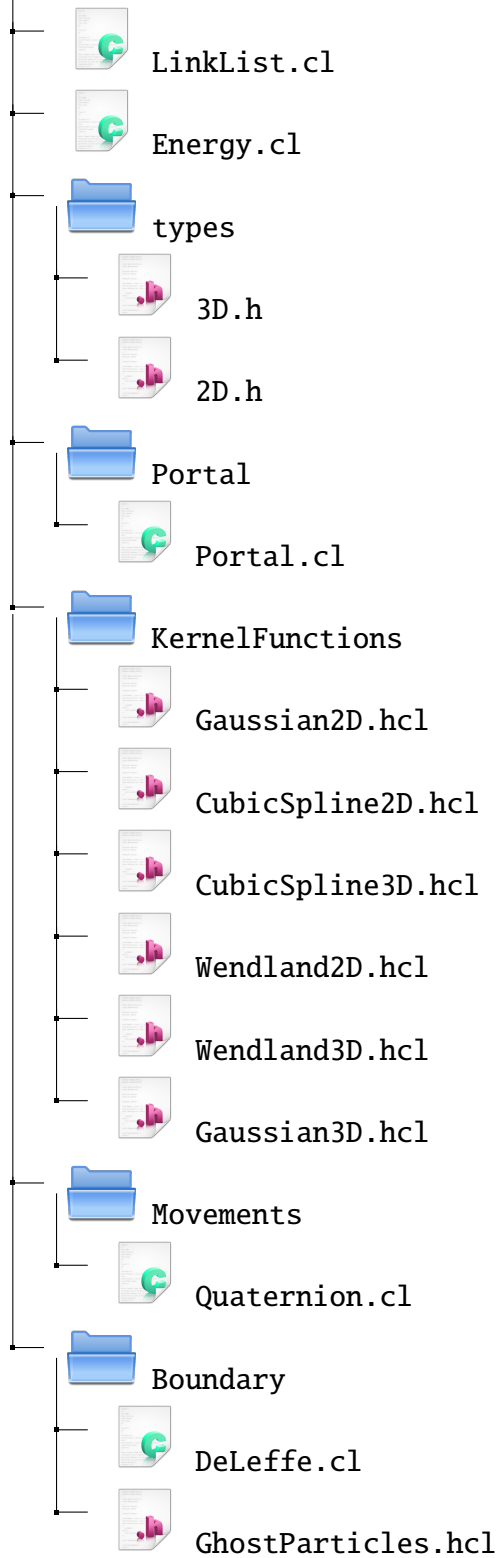 LinkList.cl
Energy.cl
types
3D.h
2D.h
Portal
Portal.cl
KernelFunctions
Gaussian2D.hcl
CubicSpline2D.hcl
CubicSpline3D.hcl
Wendland2D.hcl
Wendland3D.hcl
Gaussian3D.hcl
Movements
Quaternion.cl
Boundary
DeLeffe.cl
GhostParticles.hcl